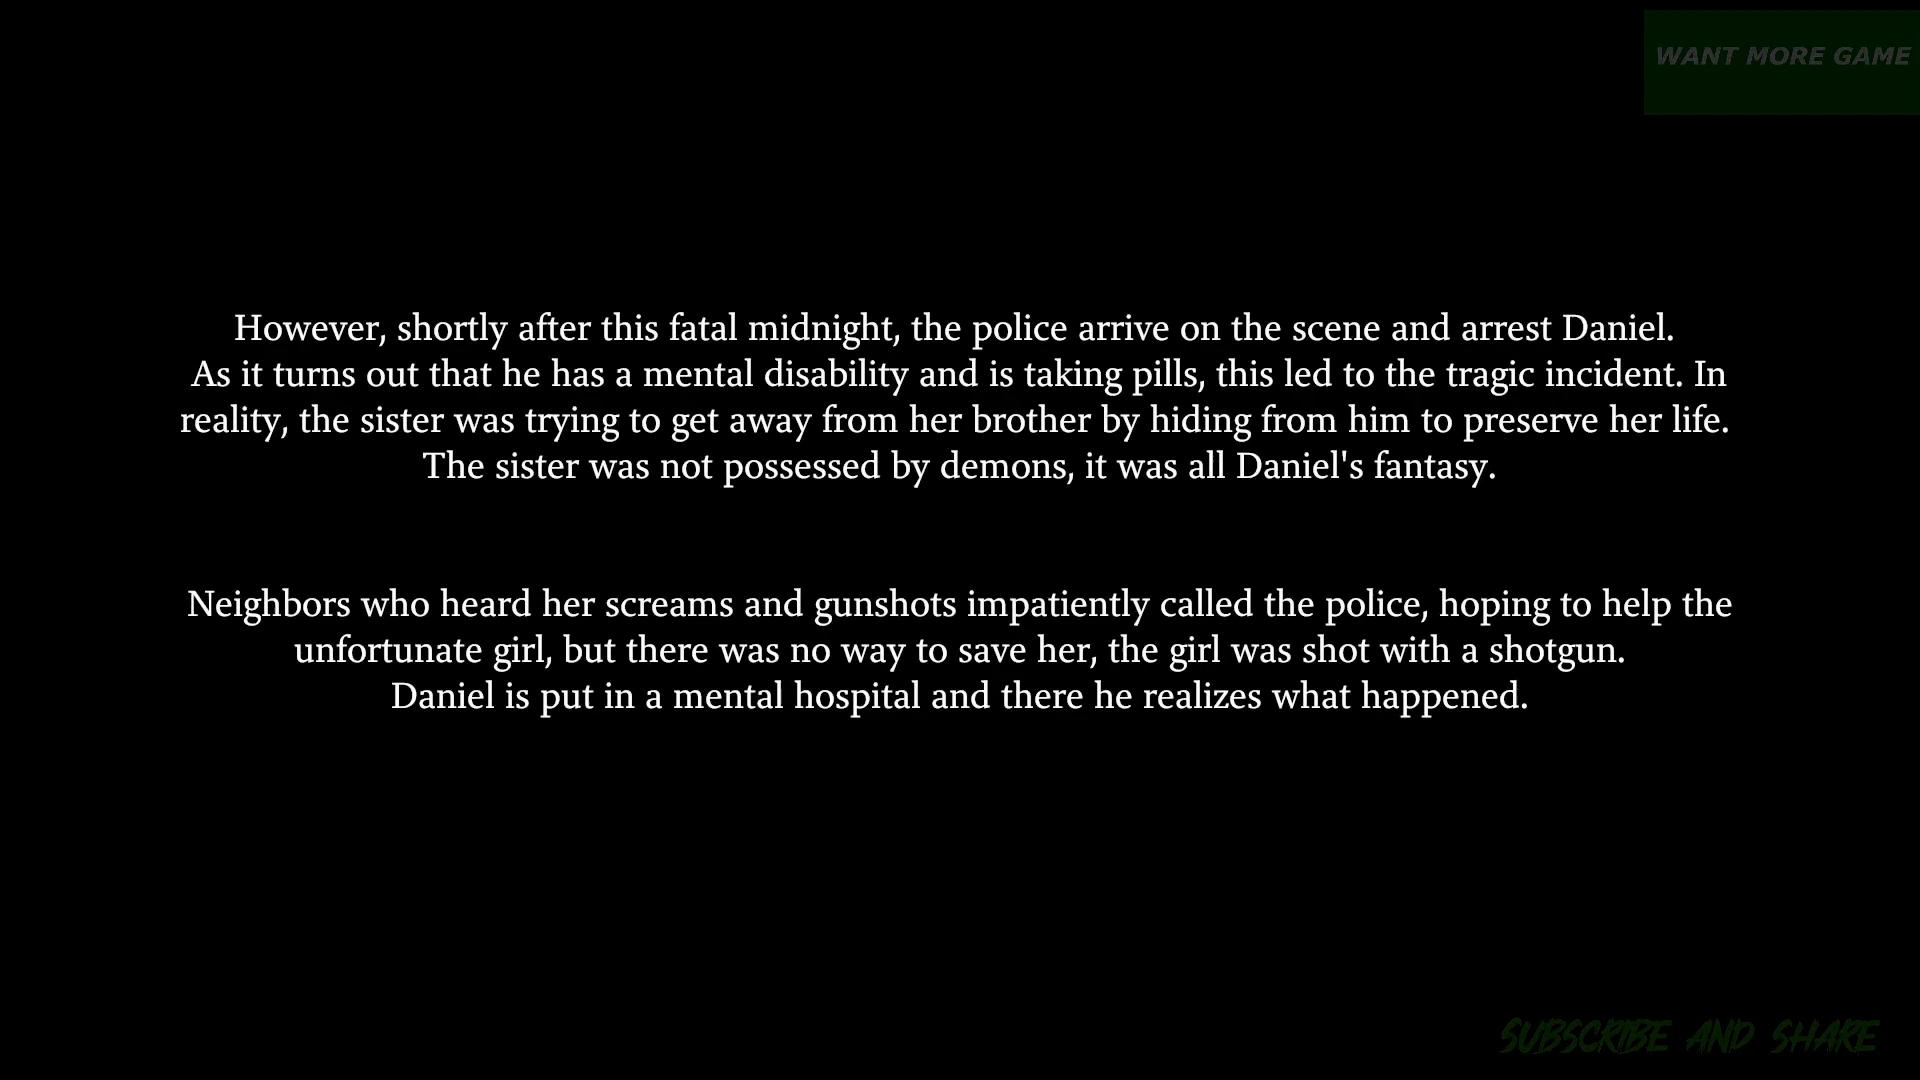 WANT MORE GAME
However, shortly after this fatal midnight, the police arrive on the scene and arrest Daniel.
As it turns out that he has a mental disability and is taking pills, this led to the tragic incident. In
reality, the sister was trying to get away from her brother by hiding from him to preserve her life.
The sister was not possessed by demons, it was all Daniel's fantasy.
Neighbors who heard her screams and gunshots impatiently called the police, hoping to help the
unfortunate girl, but there was no way to save her, the girl was shot with a shotgun.
Daniel is put in a mental hospital and there he realizes what happened.
SUBSCRIBE AND SHARE